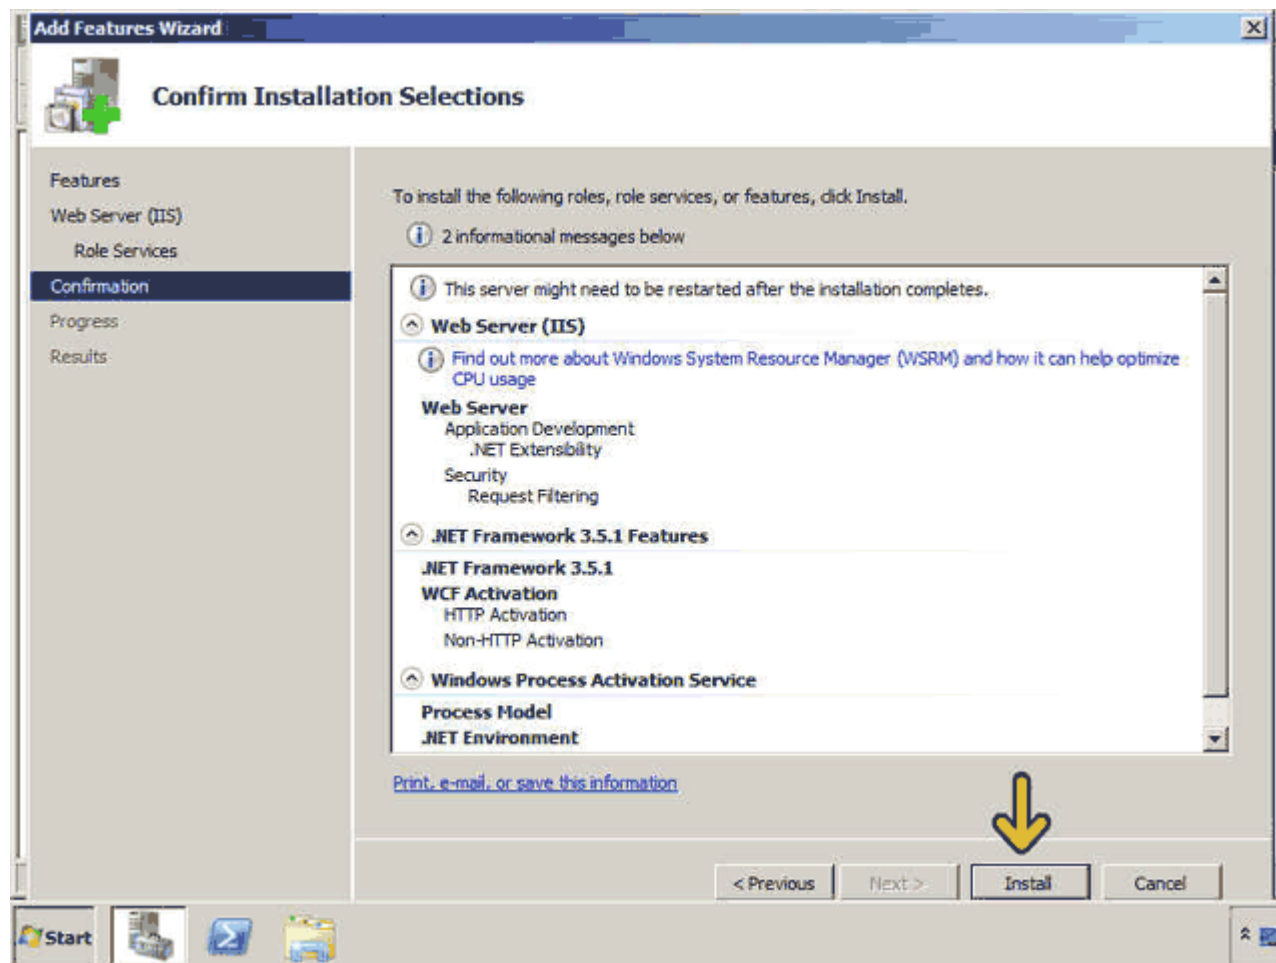 Add Features Wizard
Confirm Installation Selections
Features
Web Server (IIS)
Role Services
Confirmation
Progress
Results
To install the following roles, role services, or features, click Install.
2 informational messages below
This server might need to be restarted after the installation completes.
Web Server (IIS)
Find out more about Windows System Resource Manager (WSRM) and how it can help optimize
CPU usage
Web Server
Application Development
.NET Extensibility
Security
Request Filtering
.NET Framework 3.5.1 Features
.NET Framework 3.5.1
WCF Activation
HTTP Activation
Non-HTTP Activation
Windows Process Activation Service
Process Model
.NET Environment
Print, e-mail, or save this information
< Previous
Next >
Install
Cancel
Start